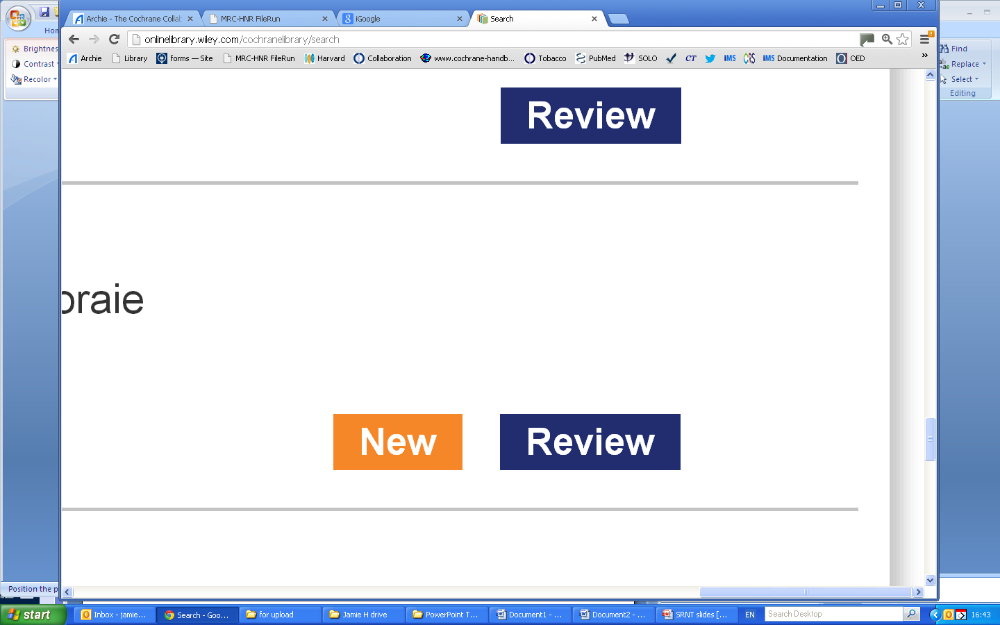 Archie - The Cochrane Collab
MRC-HNR FileRun
iGoogle
Search
Hom
onlinelibrary.wiley.com/cochranelibrary/search
Brightnes
Contrast
Recolor
Archie
Library
forms — Site
MRC-HNR FileRun
Harvard
Collaboration
www.cochrane-handb...
Tobacco
PubMed
SOLO
CT
IMS
CRS
IMS Documentation
OED
»
Find
Replace
Select
Editing
Review
oraie
New
Review
Position the p
start
Inbox - jamie...
Search - Goo...
for upload
Jamie H drive
PowerPoint T...
Document1 - ...
Document2 - ...
SRNT slides [...
EN
Search Desktop
16:43